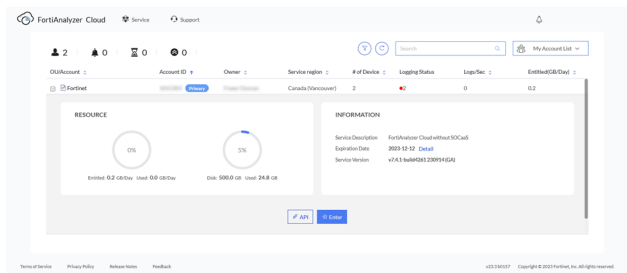 FortiAnalyzer Cloud Service Support
2 0 0 0 Search My Account List
OU/Account Account ID Owner Service region # of Device Logging Status Logs/Sec Entitled(GB/Day)
Fortinet Primary Canada (Vancouver) 2 2 0 0.2
RESOURCE
0% 5%
Entitled: 0.2 GB/Day Used: 0.0 GB/Day Disk: 500.0 GB Used: 24.8 GB
INFORMATION
Service Description FortiAnalyzer Cloud without SOCaaS
Expiration Date 2023-12-12 Detail
Service Version v7.4.1-build4261 230914 (GA)
API Enter
Terms of Service Privacy Policy Release Notes Feedback Copyright © 2023 Fortinet, Inc. All rights reserved.